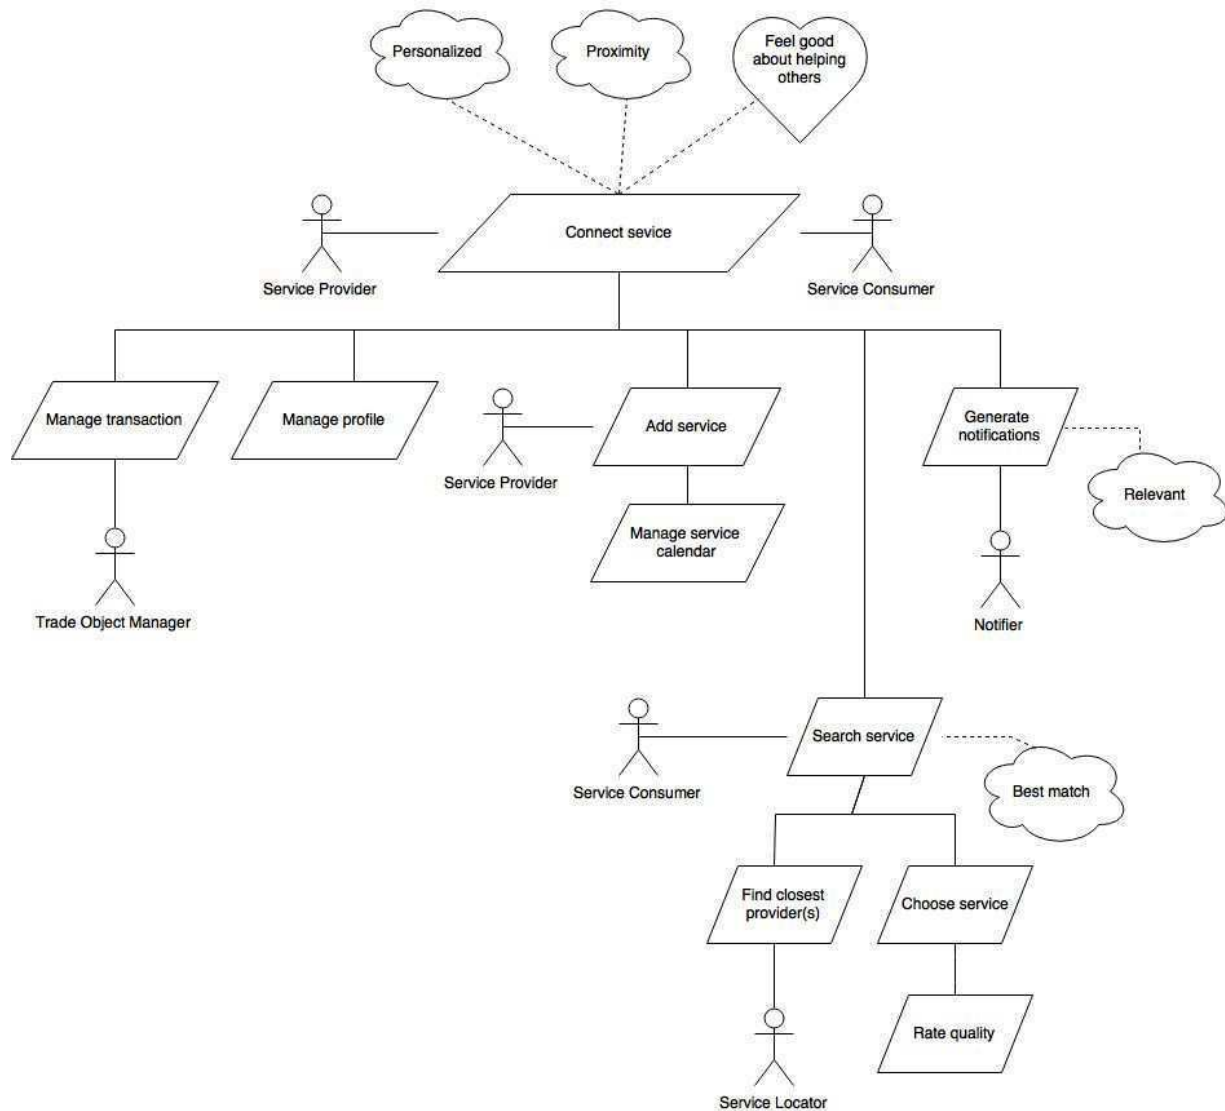 Personalized
Proximity
Feel good
about helping
others
Connect sevice
Service Provider
Service Consumer
Manage transaction
Manage profile
Service Provider
Add service
Generate
notifications
Relevant
Manage service
calendar
Trade Object Manager
Notifier
Service Consumer
Search service
Best match
Find closest
provider(s)
Choose service
Rate quality
Service Locator